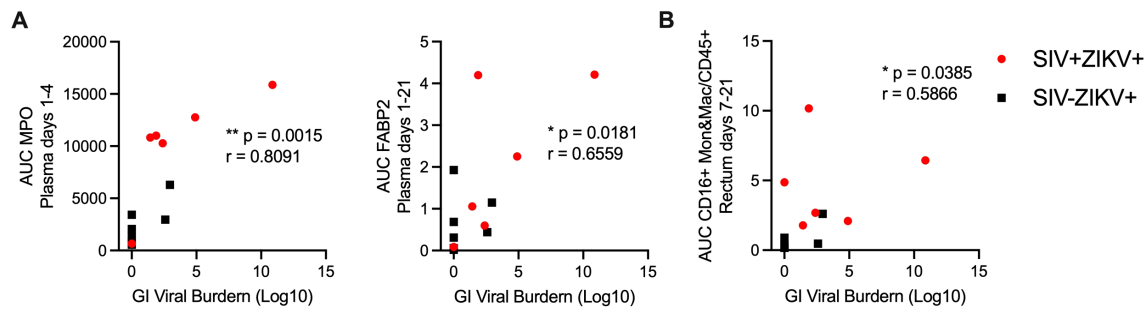 A
AUC MPO
Plasma days 1-4
20000
15000
10000
5000
0
** p = 0.0015
r = 0.8091
0 5 10 15
GI Viral Burdern (Log10)
AUC FABP2
Plasma days 1-21
5
4
3
2
1
0
* p = 0.0181
r = 0.6559
0 5 10 15
GI Viral Burdern (Log10)
B
AUC CD16+ Mon&Mac/CD45+
Rectum days 7-21
15
10
5
0
* p = 0.0385
r = 0.5866
0 5 10 15
GI Viral Burdern (Log10)
SIV+ZIKV+
SIV-ZIKV+